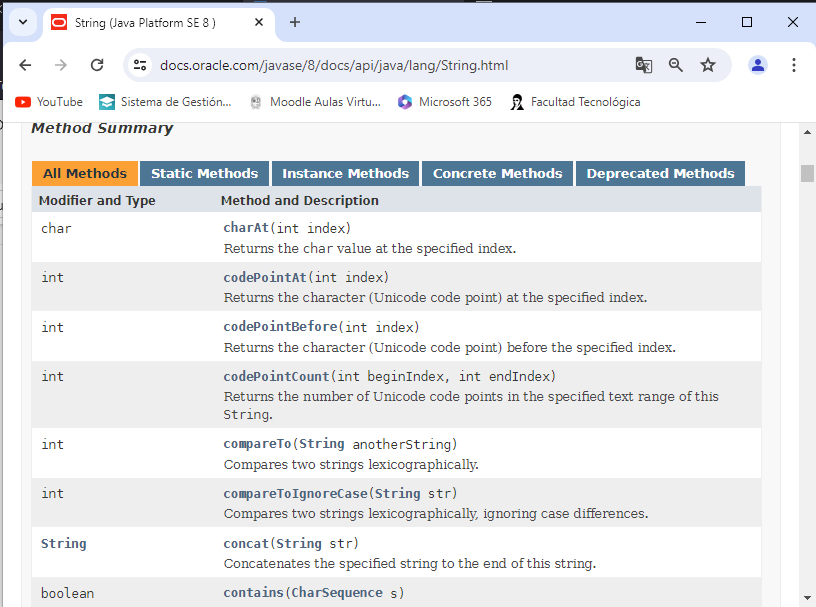 String (Java Platform SE 8 )
docs.oracle.com/javase/8/docs/api/java/lang/String.html
YouTube Sistema de Gestión... Moodle Aulas Virtu... Microsoft 365 Facultad Tecnológica
Method Summary
All Methods Static Methods Instance Methods Concrete Methods Deprecated Methods
Modifier and Type Method and Description
char charAt(int index)
Returns the char value at the specified index.
int codePointAt(int index)
Returns the character (Unicode code point) at the specified index.
int codePointBefore(int index)
Returns the character (Unicode code point) before the specified index.
int codePointCount(int beginIndex, int endIndex)
Returns the number of Unicode code points in the specified text range of this
String.
int compareTo(String anotherString)
Compares two strings lexicographically.
int compareToIgnoreCase(String str)
Compares two strings lexicographically, ignoring case differences.
String concat(String str)
Concatenates the specified string to the end of this string.
boolean contains(CharSequence s)